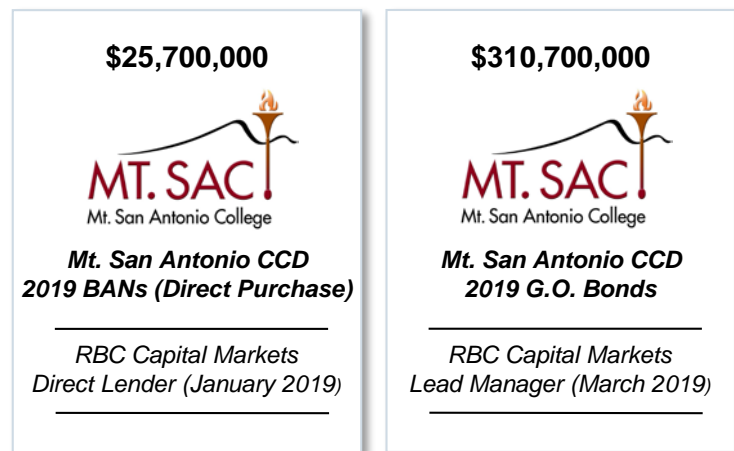 $25,700,000
MT. SAC
Mt. San Antonio College
Mt. San Antonio CCD
2019 BANs (Direct Purchase)
RBC Capital Markets
Direct Lender (January 2019)
$310,700,000
MT. SAC
Mt. San Antonio College
Mt. San Antonio CCD
2019 G.O. Bonds
RBC Capital Markets
Lead Manager (March 2019)